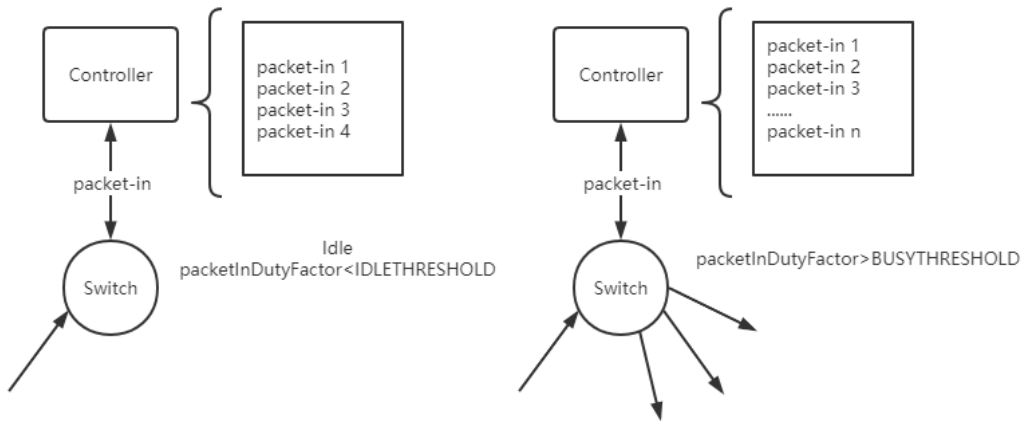 Controller
packet-in 1
packet-in 2
packet-in 3
packet-in 4
packet-in
Idle
packetInDutyFactor<IDLETHRESHOLD
Switch
Controller
packet-in 1
packet-in 2
packet-in 3
......
packet-in n
packet-in
packetInDutyFactor>BUSYTHRESHOLD
Switch